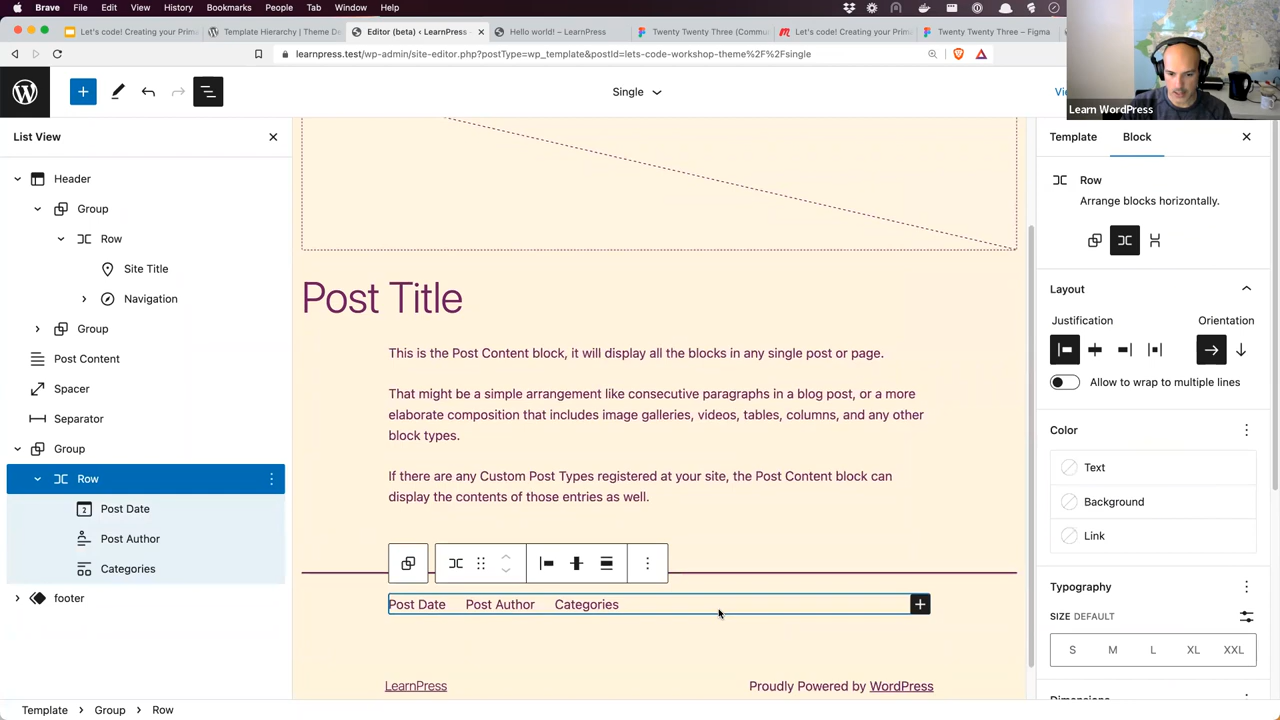 Brave File Edit View History Bookmarks People Tab Window Help
Let's code! Creating your Prima
Template Hierarchy | Theme De
Editor (beta) ‹ LearnPress
Hello world! – LearnPress
Twenty Twenty Three (Commu
Let's code! Creating your Prima
Twenty Twenty Three – Figma
learnpress.test/wp-admin/site-editor.php?postType=wp_template&postId=lets-code-workshop-theme%2F%2Fsingle
Single
Vi
Learn WordPress
List View
Header
Group
Row
Site Title
Navigation
Group
Post Content
Spacer
Separator
Group
Row
Post Date
Post Author
Categories
footer
Post Title
This is the Post Content block, it will display all the blocks in any single post or page.
That might be a simple arrangement like consecutive paragraphs in a blog post, or a more
elaborate composition that includes image galleries, videos, tables, columns, and any other
block types.
If there are any Custom Post Types registered at your site, the Post Content block can
display the contents of those entries as well.
Post Date Post Author Categories
LearnPress
Proudly Powered by WordPress
Template Block
Row
Arrange blocks horizontally.
Layout
Justification Orientation
Allow to wrap to multiple lines
Color
Text
Background
Link
Typography
SIZE DEFAULT
S M L XL XXL
Template Group Row